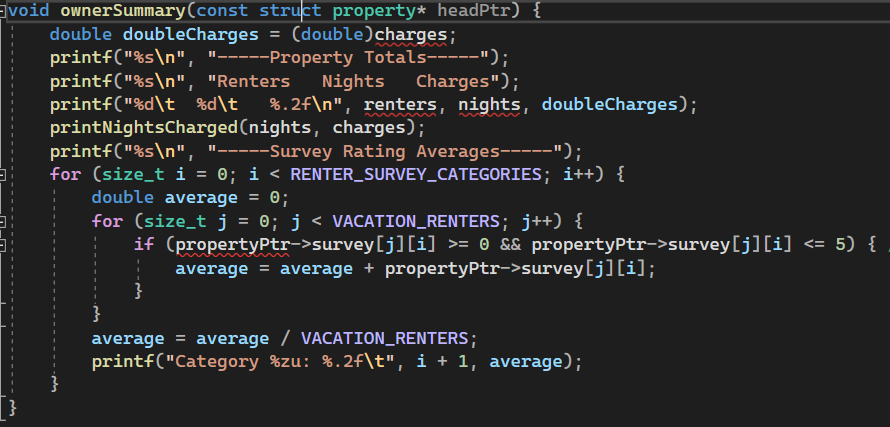 void ownerSummary(const struct property* headPtr) {
    double doubleCharges = (double)charges;
    printf("%s\n", "-----Property Totals-----");
    printf("%s\n", "Renters   Nights   Charges");
    printf("%d\t  %d\t   %.2f\n", renters, nights, doubleCharges);
    printNightsCharged(nights, charges);
    printf("%s\n", "-----Survey Rating Averages-----");
    for (size_t i = 0; i < RENTER_SURVEY_CATEGORIES; i++) {
        double average = 0;
        for (size_t j = 0; j < VACATION_RENTERS; j++) {
            if (propertyPtr->survey[j][i] >= 0 && propertyPtr->survey[j][i] <= 5) {
                average = average + propertyPtr->survey[j][i];
            }
        }
        average = average / VACATION_RENTERS;
        printf("Category %zu: %.2f\t", i + 1, average);
    }
}